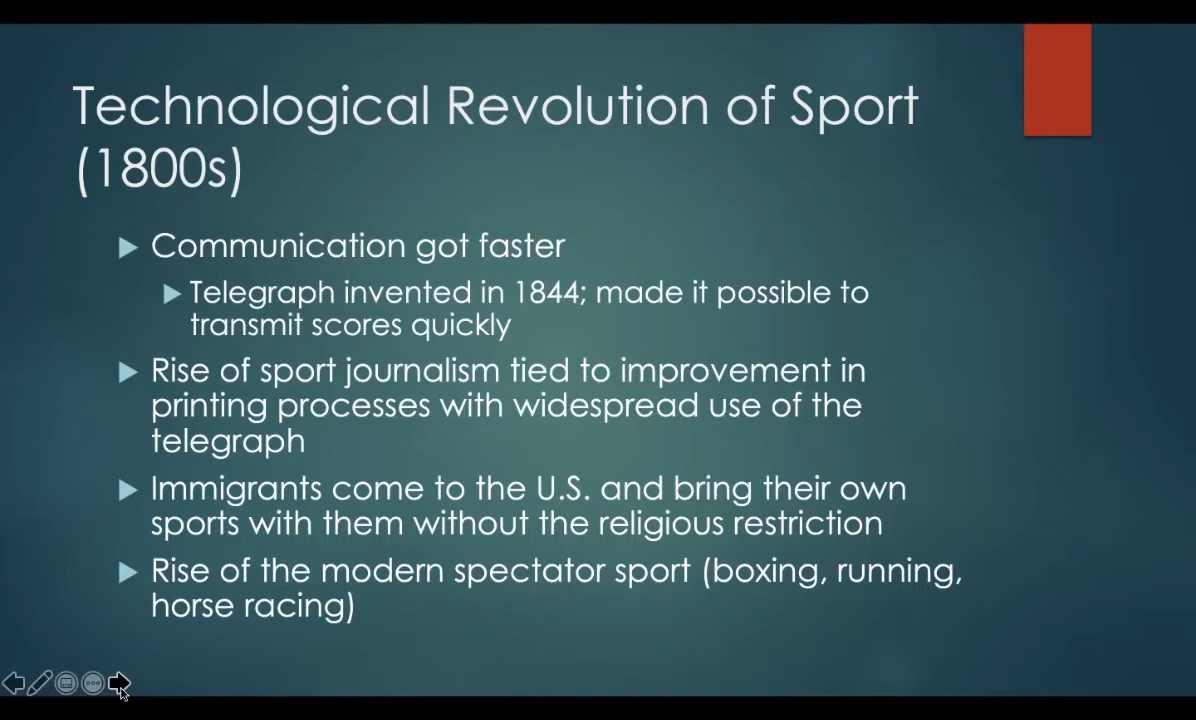 Technological Revolution of Sport
(1800s)
Communication got faster
Telegraph invented in 1844; made it possible to
transmit scores quickly
Rise of sport journalism tied to improvement in
printing processes with widespread use of the
telegraph
Immigrants come to the U.S. and bring their own
sports with them without the religious restriction
Rise of the modern spectator sport (boxing, running,
horse racing)